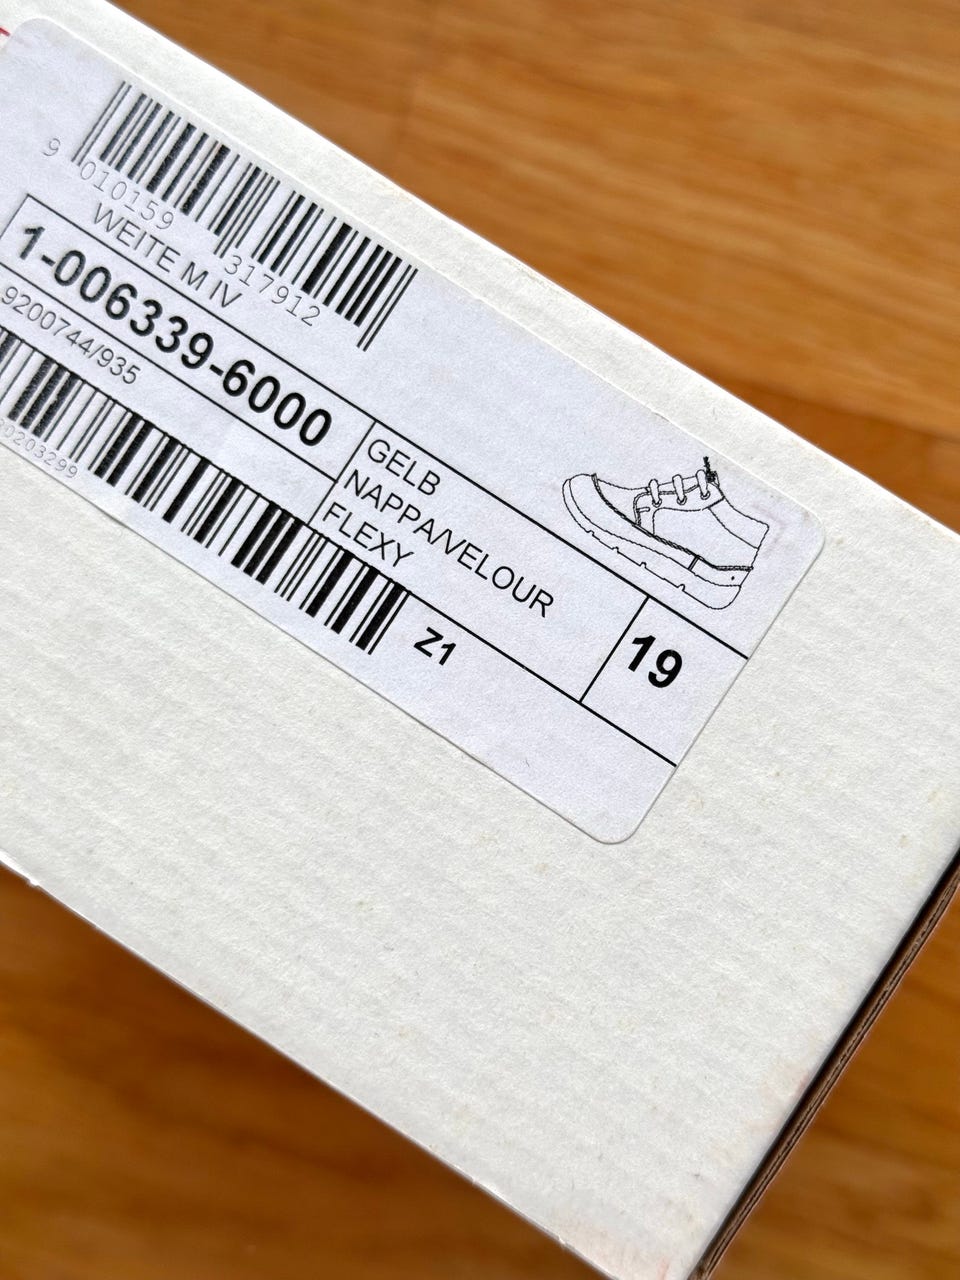 9 010159 317912
WEITE M IV
1-006339-6000
9200744/935
GELB
NAPPA/VELOUR
FLEXY
19
Z1